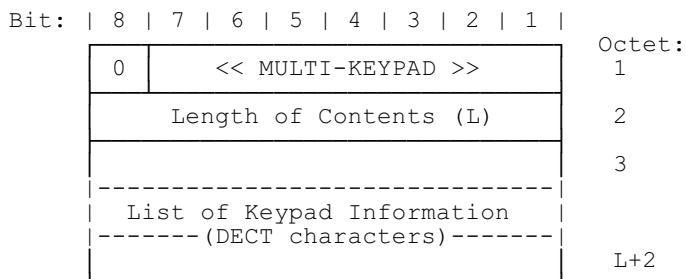 Bit: | 8 | 7 | 6 | 5 | 4 | 3 | 2 | 1 |
Octet:
0 << MULTI-KEYPAD >> 1
Length of Contents (L) 2
3
|-------------------------------|
| List of Keypad Information |
|-------(DECT characters)-------|
L+2